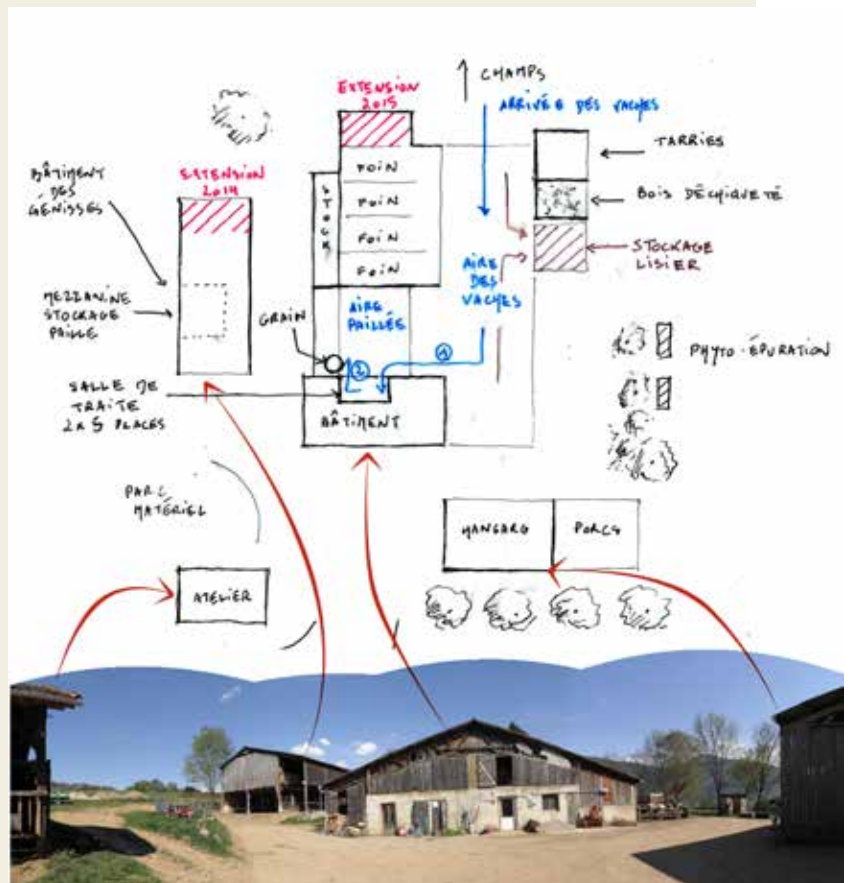 EXTENSION
2015
CHAMPS
ARRIVÉE DES VACHES
TARRIES
BOIS DÉCHIQUETÉ
STOCKAGE
LISIER
BÂTIMENT
DES
GÉNISSES
EXTENSION
2014
MEZZANINE
STOCKAGE
PAILLE
STOCK
FOIN
FOIN
FOIN
FOIN
AIRE
DES
VACHES
AIRE
PAILLÉE
GRAIN
1
2
SALLE DE
TRAITE
2 x 5 PLACES
BÂTIMENT
PHYTO-ÉPURATION
PARC
MATÉRIEL
HANGARG
PORCS
ATELIER